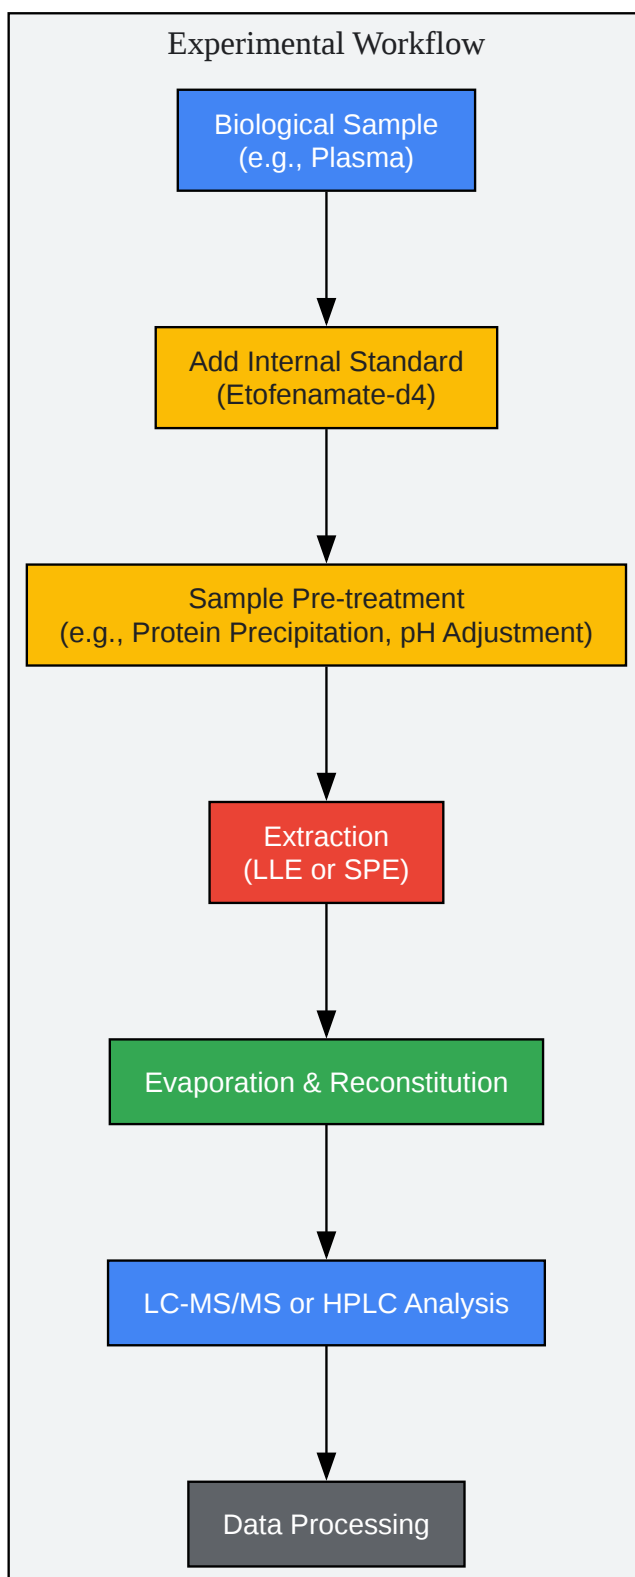 Experimental Workflow
Biological Sample
(e.g., Plasma)
Add Internal Standard
(Etofenamate-d4)
Sample Pre-treatment
(e.g., Protein Precipitation, pH Adjustment)
Extraction
(LLE or SPE)
Evaporation & Reconstitution
LC-MS/MS or HPLC Analysis
Data Processing